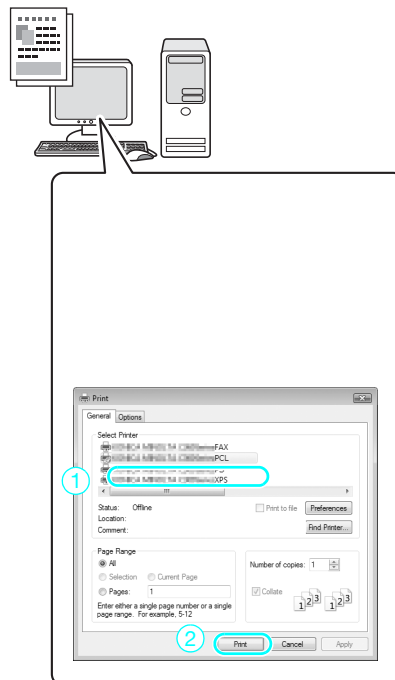 Print
General Options
Select Printer
FAX
PCL
PS
XPS
1
Status: Offline
Print to file Preferences
Location:
Comment:
Find Printer...
Page Range
All
Number of copies: 1
Selection Current Page
Pages: 1
Collate
Enter either a single page number or a single
page range. For example, 5-12
1 2 3 1 2 3
2
Print Cancel Apply